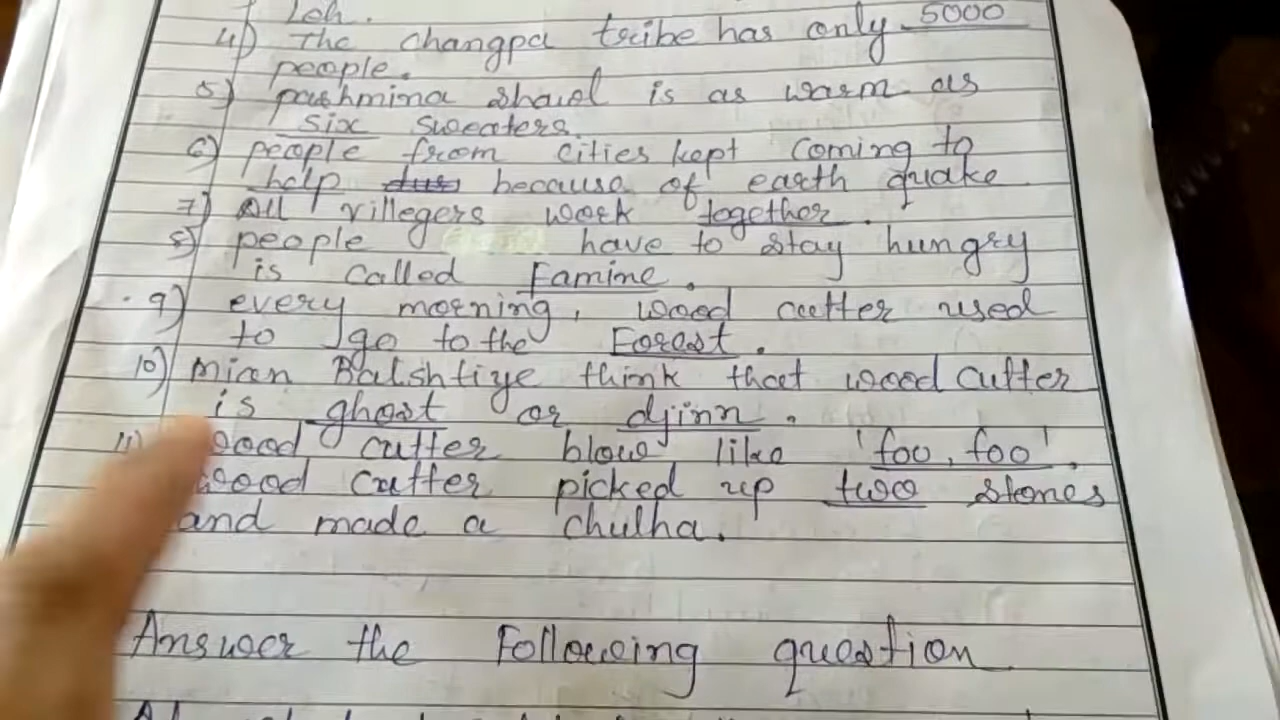 Leh.
4) The changpa tribe has only 5000
people.
5) pashmina shawl is as warm as
six sweaters.
6) people from cities kept coming to
help because of earth quake
7) All villegers work together.
8) people have to stay hungry
is called Famine.
9) every morning, wood cutter used
to go to the Forest.
10) mian Balishtiye think that wood cutter
is ghost or djinn.
11) wood cutter blow like 'foo, foo'.
wood cutter picked up two stones
and made a chulha.
Answer the Following question